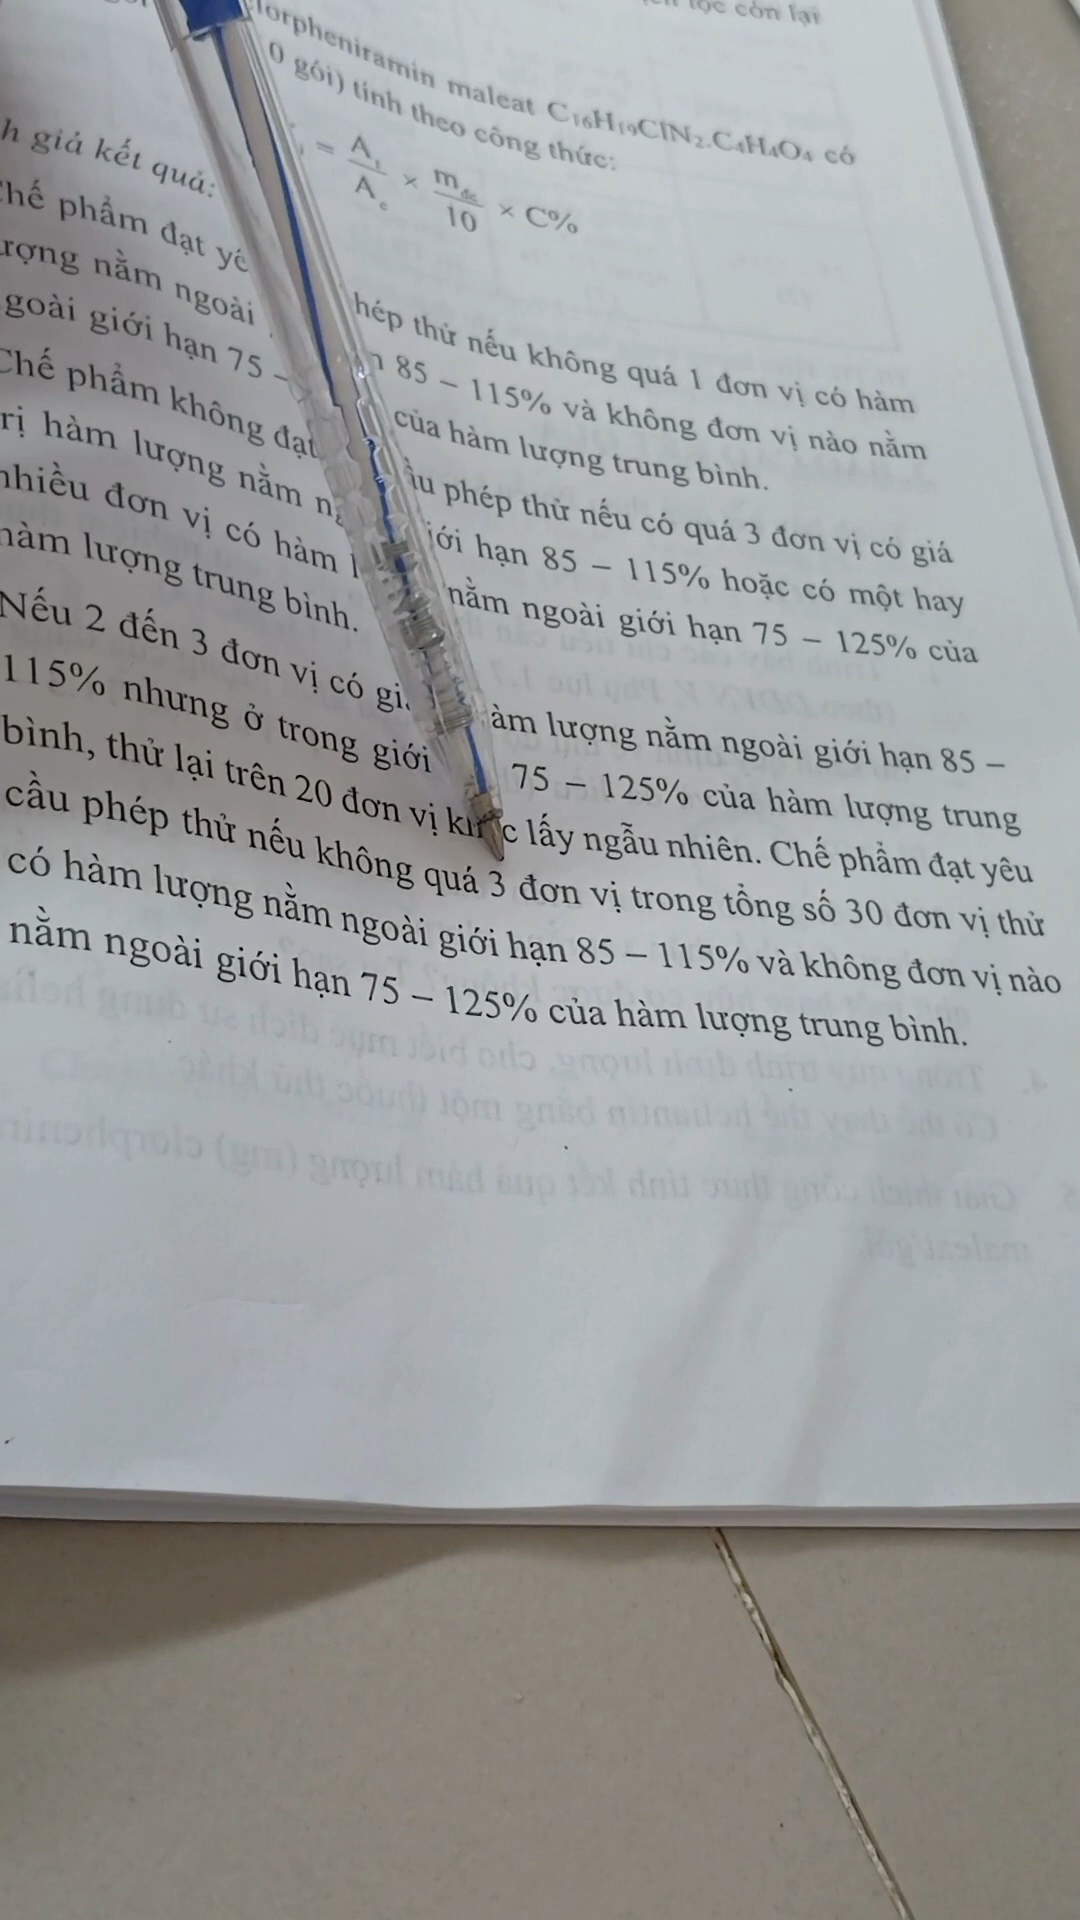 lọc còn lại
lorpheniramin maleat C₁₆H₁₉ClN₂.C₄H₄O₄ có
0 gói) tính theo công thức:
= A_t / A_c × m_đc / 10 × C%
h giá kết quả:
Chế phẩm đạt yê hép thử nếu không quá 1 đơn vị có hàm
ượng nằm ngoài 85 – 115% và không đơn vị nào nằm
goài giới hạn 75 – của hàm lượng trung bình.
Chế phẩm không đạt ầu phép thử nếu có quá 3 đơn vị có giá
rị hàm lượng nằm ng iới hạn 85 – 115% hoặc có một hay
nhiều đơn vị có hàm l nằm ngoài giới hạn 75 – 125% của
hàm lượng trung bình.
Nếu 2 đến 3 đơn vị có gi àm lượng nằm ngoài giới hạn 85 –
115% nhưng ở trong giới 75 – 125% của hàm lượng trung
bình, thử lại trên 20 đơn vị khác lấy ngẫu nhiên. Chế phẩm đạt yêu
cầu phép thử nếu không quá 3 đơn vị trong tổng số 30 đơn vị thử
có hàm lượng nằm ngoài giới hạn 85 – 115% và không đơn vị nào
nằm ngoài giới hạn 75 – 125% của hàm lượng trung bình.